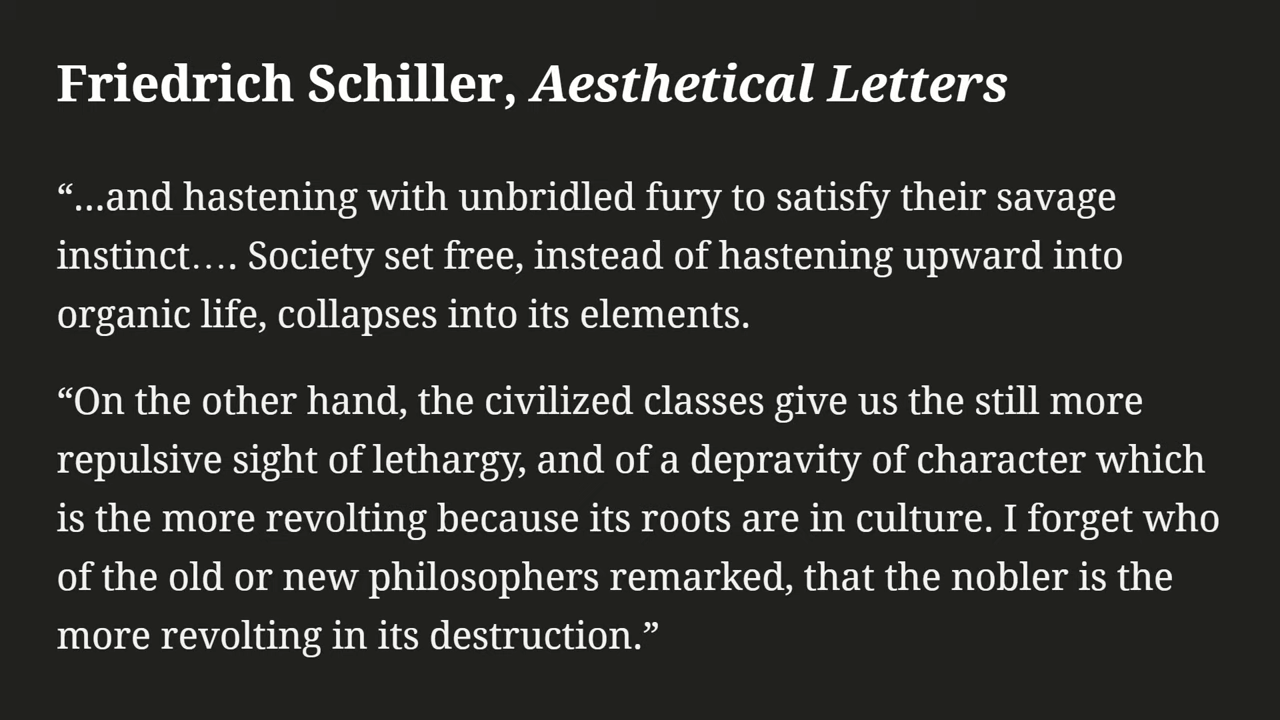 Friedrich Schiller, Aesthetical Letters
“…and hastening with unbridled fury to satisfy their savage
instinct…. Society set free, instead of hastening upward into
organic life, collapses into its elements.
“On the other hand, the civilized classes give us the still more
repulsive sight of lethargy, and of a depravity of character which
is the more revolting because its roots are in culture. I forget who
of the old or new philosophers remarked, that the nobler is the
more revolting in its destruction.”